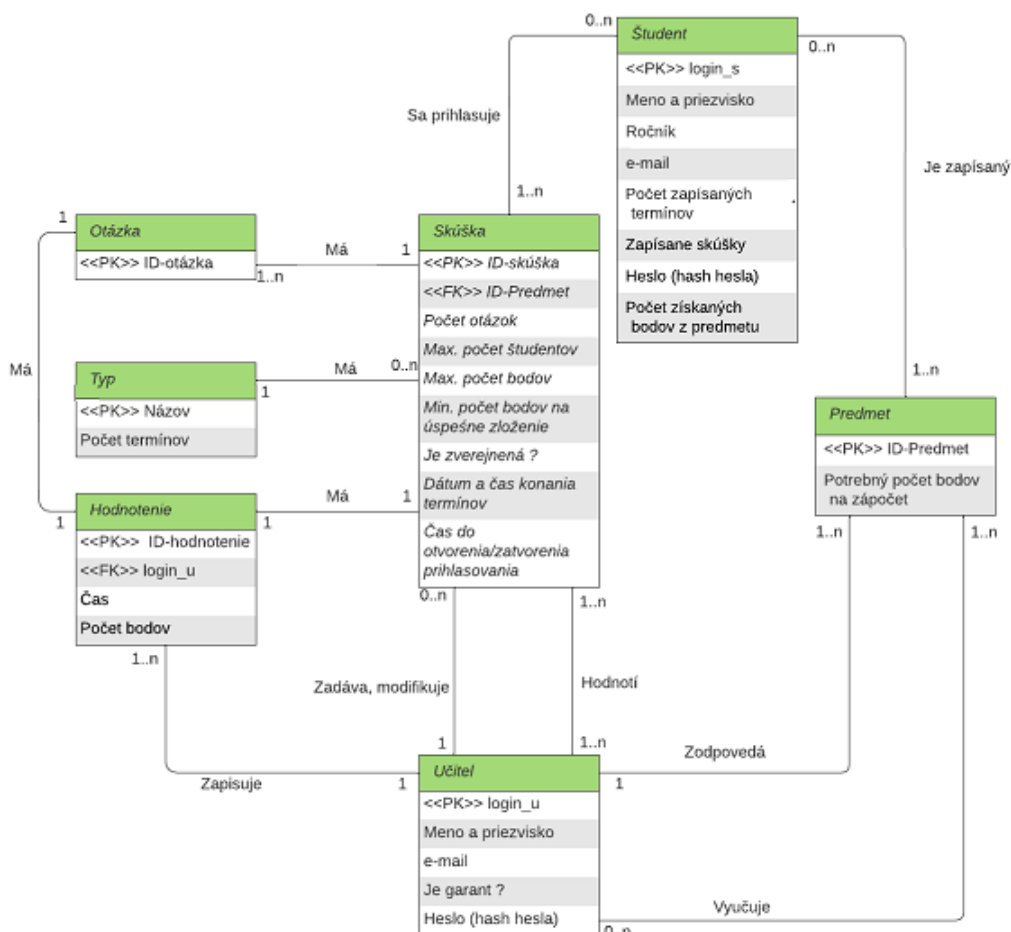 0..n
Študent
0..n
<<PK>> login_s
Meno a priezvisko
Ročník
e-mail
Počet zapísaných
termínov
Zapísane skúšky
Heslo (hash hesla)
Počet získaných
bodov z predmetu
Sa prihlasuje
Je zapísaný
1..n
1
Otázka
<<PK>> ID-otázka
Má
1
1..n
Skúška
<<PK>> ID-skúška
<<FK>> ID-Predmet
Počet otázok
Max. počet študentov
Max. počet bodov
Min. počet bodov na
úspešne zloženie
Je zverejnená ?
Dátum a čas konania
termínov
Čas do
otvorenia/zatvorenia
prihlasovania
Má
Typ
<<PK>> Názov
Počet termínov
Má
0..n
1
1..n
Predmet
<<PK>> ID-Predmet
Potrebný počet bodov
na zápočet
1..n
1..n
1
Hodnotenie
<<PK>> ID-hodnotenie
<<FK>> login_u
Čas
Počet bodov
Má
1
1
1..n
0..n
1..n
Zadáva, modifikuje
Hodnotí
1
1..n
Zodpovedá
Zapisuje
1
1
Učitel
<<PK>> login_u
Meno a priezvisko
e-mail
Je garant ?
Heslo (hash hesla)
Vyučuje
0..n